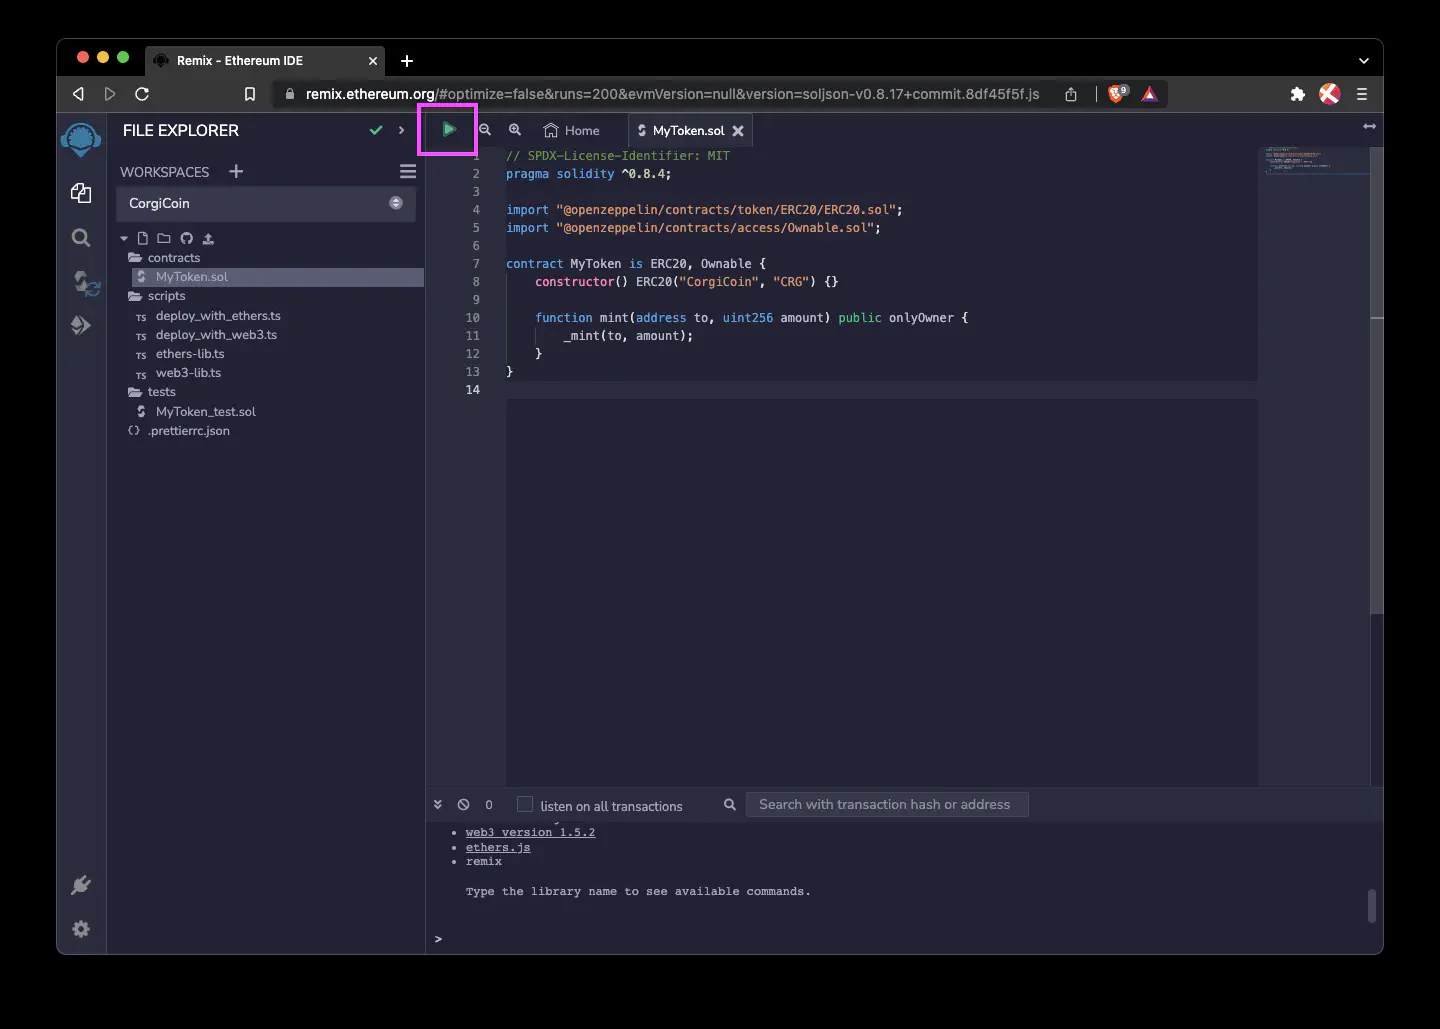 Remix - Ethereum IDE
remix.ethereum.org/#optimize=false&runs=200&evmVersion=null&version=soljson-v0.8.17+commit.8df45f5f.js
9
FILE EXPLORER
Home
MyToken.sol
WORKSPACES
CorgiCoin
contracts
MyToken.sol
scripts
TS deploy_with_ethers.ts
TS deploy_with_web3.ts
TS ethers-lib.ts
TS web3-lib.ts
tests
MyToken_test.sol
{} .prettierrc.json
1 // SPDX-License-Identifier: MIT
2 pragma solidity ^0.8.4;
3
4 import "@openzeppelin/contracts/token/ERC20/ERC20.sol";
5 import "@openzeppelin/contracts/access/Ownable.sol";
6
7 contract MyToken is ERC20, Ownable {
8 constructor() ERC20("CorgiCoin", "CRG") {}
9
10 function mint(address to, uint256 amount) public onlyOwner {
11 _mint(to, amount);
12 }
13 }
14
0 listen on all transactions Search with transaction hash or address
• web3 version 1.5.2
• ethers.js
• remix
Type the library name to see available commands.
>